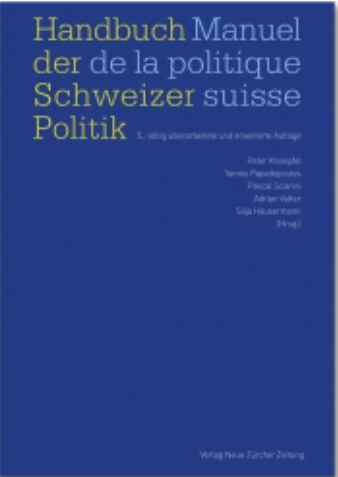 Handbuch Manuel
der de la politique
Schweizer suisse
Politik 5., völlig überarbeitete und erweiterte Auflage
Peter Knoepfel
Yannis Papadopoulos
Pascal Sciarini
Adrian Vatter
Silja Häusermann
(Hrsg.)
Verlag Neue Zürcher Zeitung